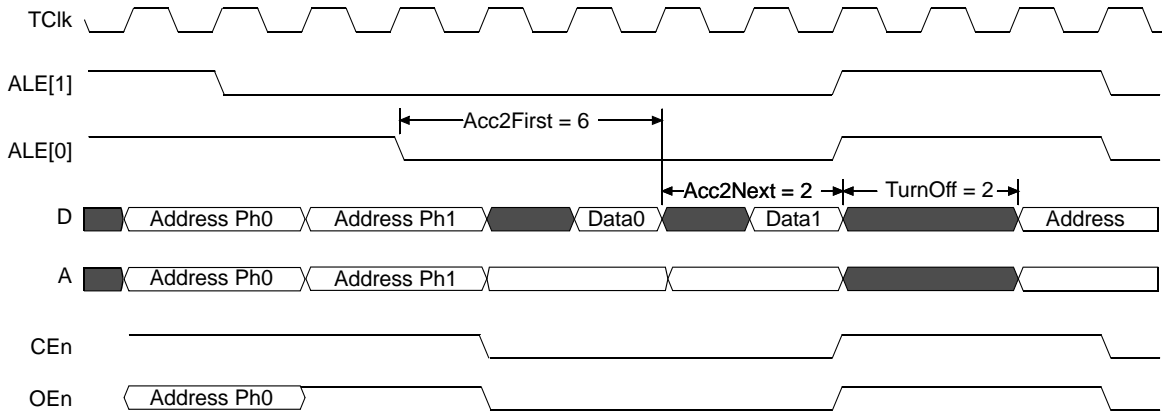 TClk
ALE[1]
Acc2First = 6
ALE[0]
Acc2Next = 2
TurnOff = 2
D
Address Ph0
Address Ph1
Data0
Data1
Address
A
Address Ph0
Address Ph1
CEn
OEn
Address Ph0